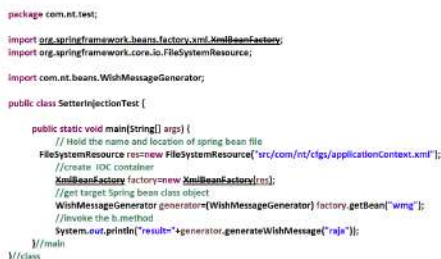 package com.nt.test;
import org.springframework.beans.factory.xml.XmlBeanFactory;
import org.springframework.core.io.FileSystemResource;
import com.nt.beans.WishMessageGenerator;
public class SetterInjectionTest {
public static void main(String[] args) {
// Hold the name and location of spring bean file
FileSystemResource res=new FileSystemResource("src/com/nt/cfgs/applicationContext.xml");
//create IOC container
XmlBeanFactory factory=new XmlBeanFactory(res);
//get target Spring bean class object
WishMessageGenerator generator=(WishMessageGenerator) factory.getBean("wmg");
//invoke the b.method
System.out.println("result="+generator.generateWishMessage("raja"));
}//main
}//class